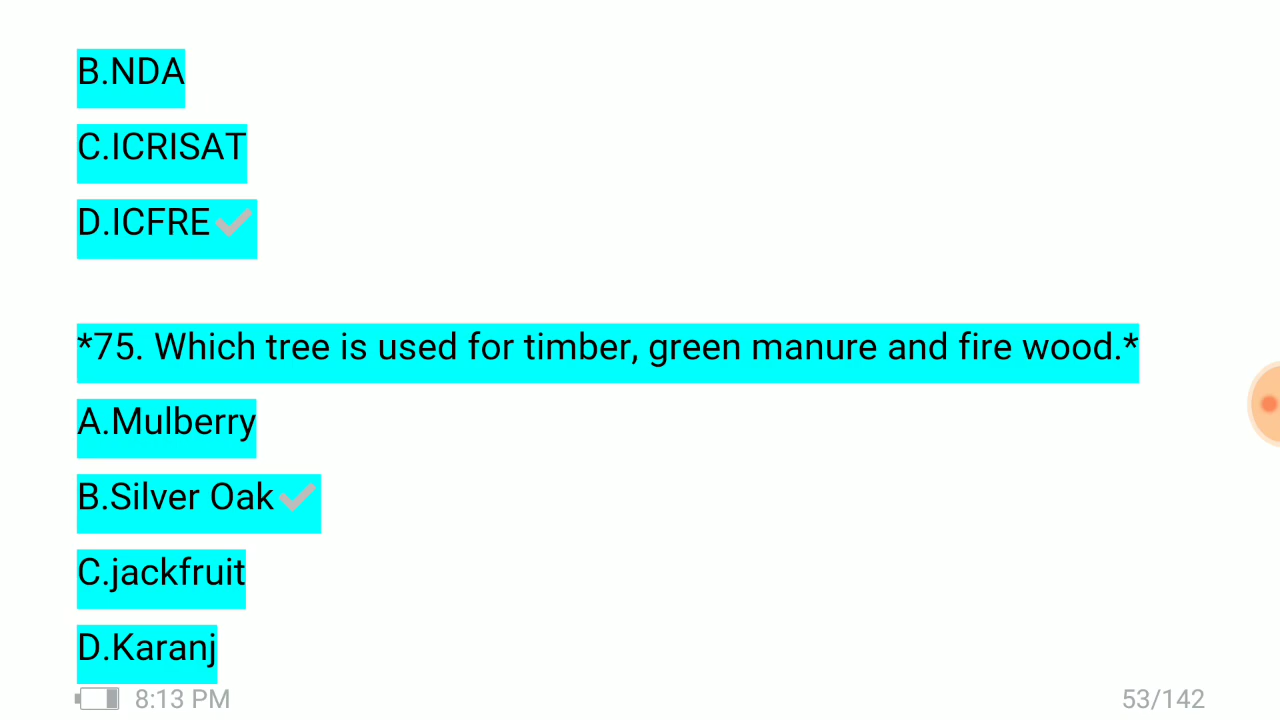 B.NDA
C.ICRISAT
D.ICFRE✔
*75. Which tree is used for timber, green manure and fire wood.*
A.Mulberry
B.Silver Oak✔
C.jackfruit
D.Karanj
8:13 PM 53/142